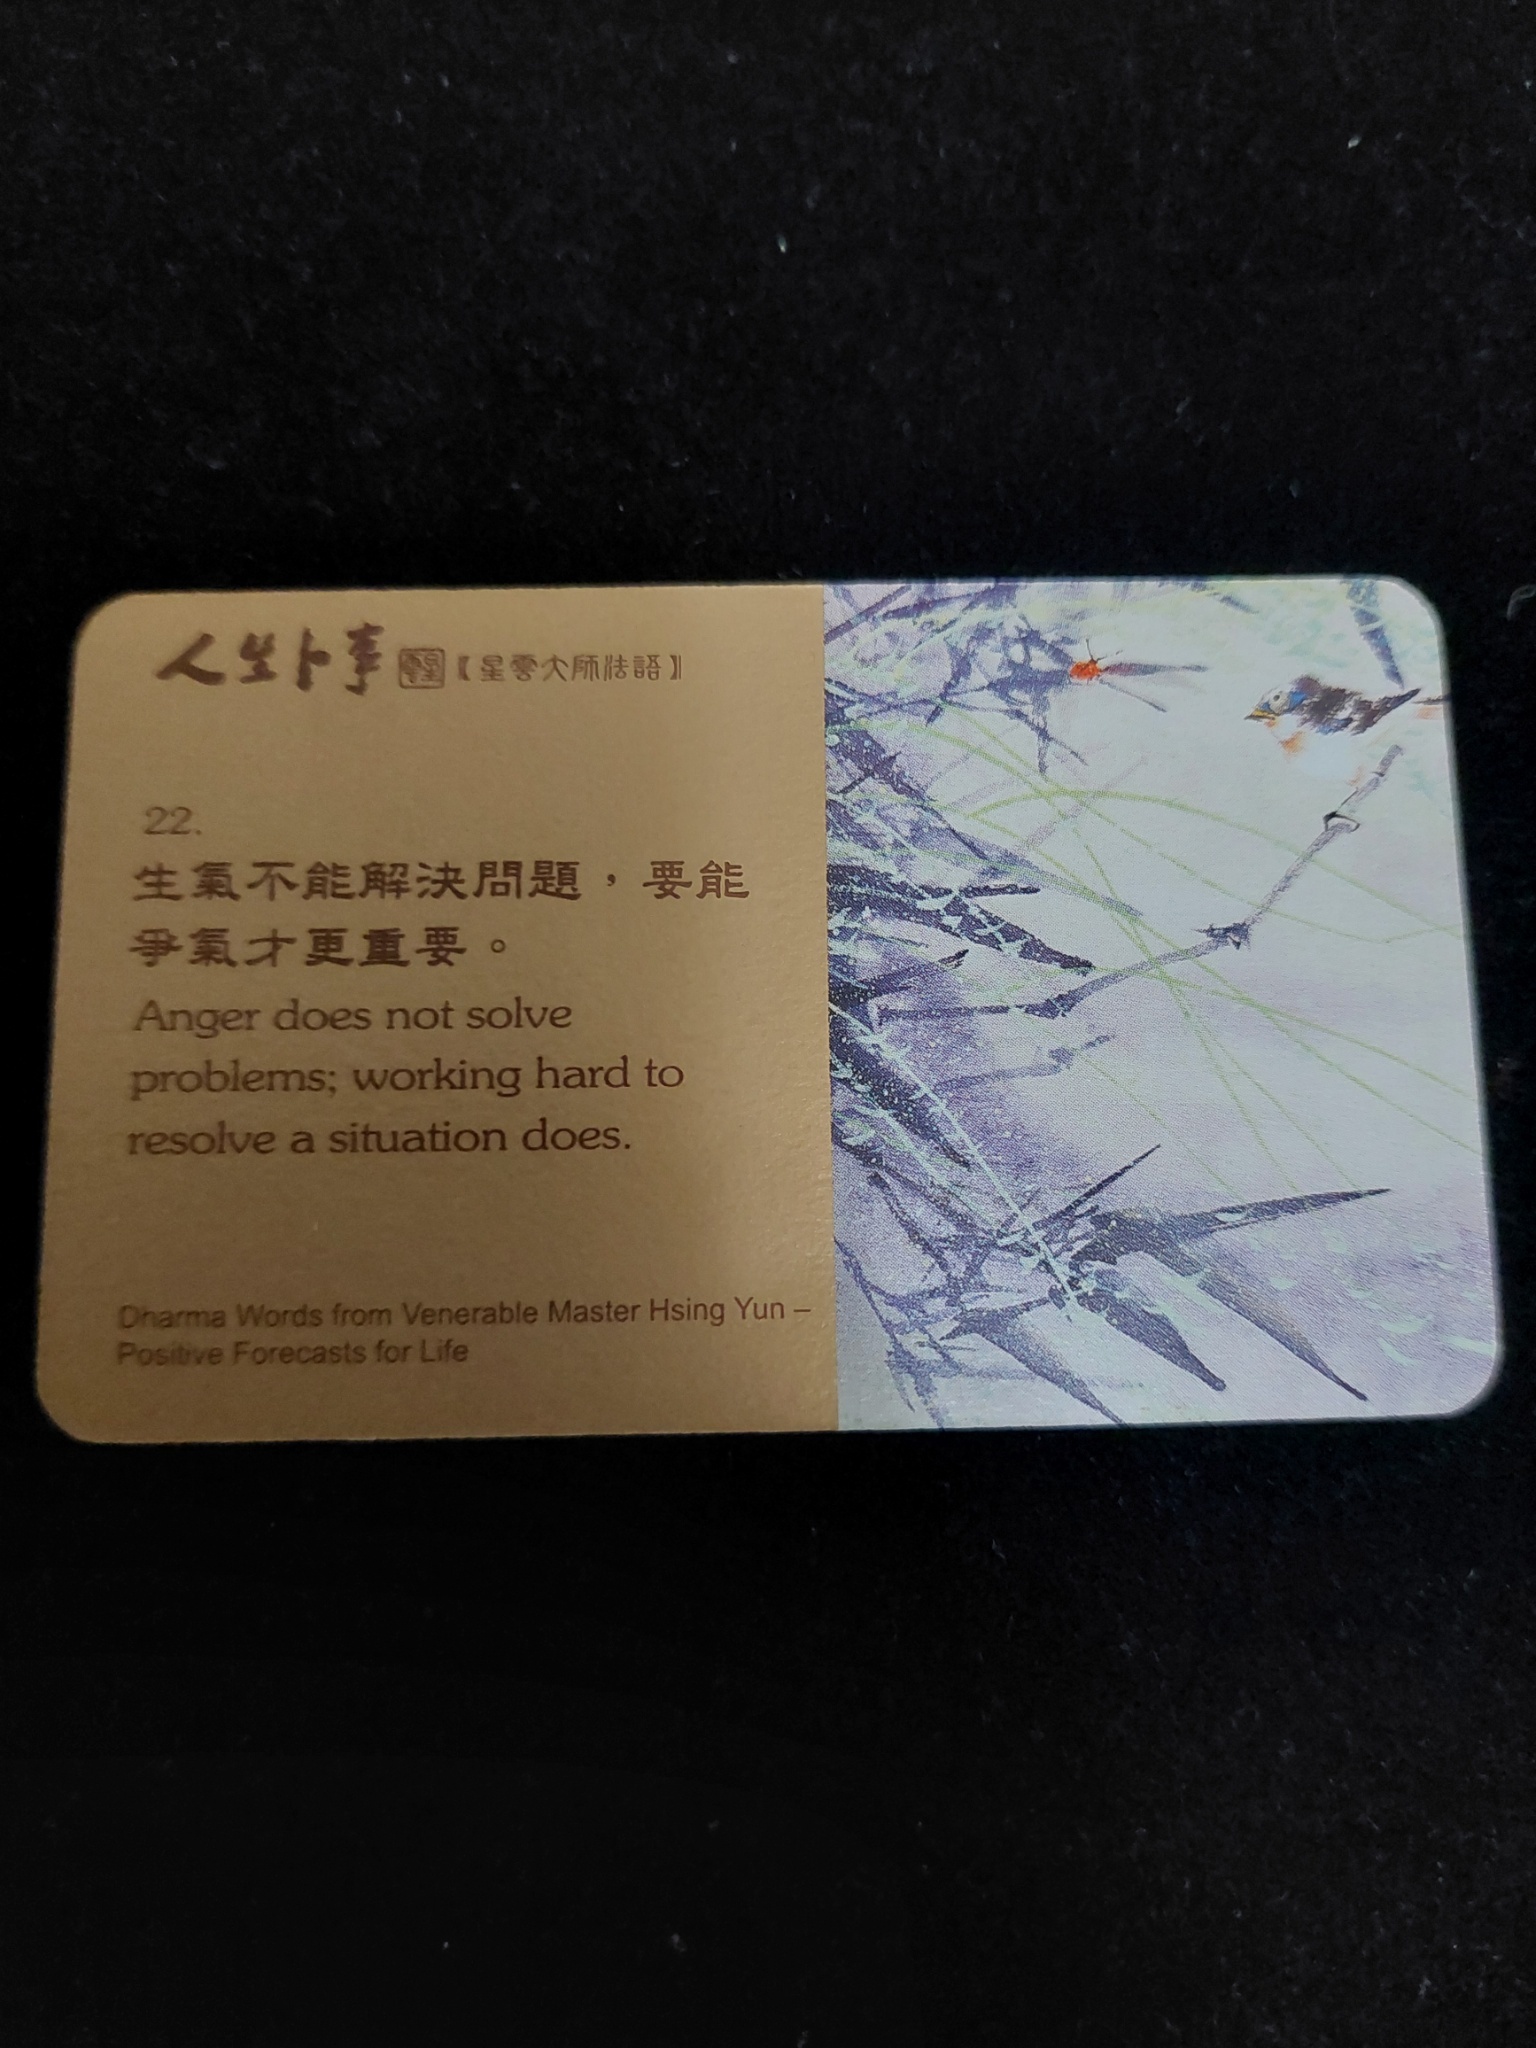 人生卜事 星雲【星雲大師法語】
22.
生氣不能解決問題，要能
爭氣才更重要。
Anger does not solve
problems; working hard to
resolve a situation does.
Dharma Words from Venerable Master Hsing Yun –
Positive Forecasts for Life